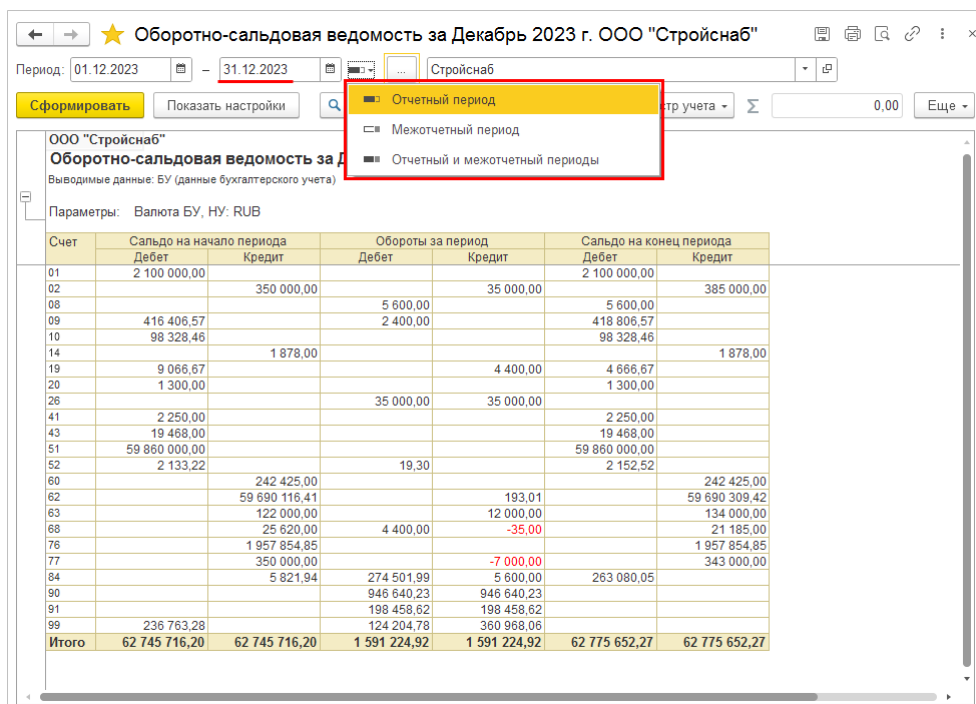 Оборотно-сальдовая ведомость за Декабрь 2023 г. ООО "Стройснаб"
Период: 01.12.2023 – 31.12.2023 ... Стройснаб
Сформировать Показать настройки тр учета Σ 0,00 Еще
Отчетный период
Межотчетный период
Отчетный и межотчетный периоды
ООО "Стройснаб"
Оборотно-сальдовая ведомость за Д
Выводимые данные: БУ (данные бухгалтерского учета)
Параметры: Валюта БУ, НУ: RUB
Счет Сальдо на начало периода Обороты за период Сальдо на конец периода
Дебет Кредит Дебет Кредит Дебет Кредит
01 2 100 000,00 2 100 000,00
02 350 000,00 35 000,00 385 000,00
08 5 600,00 5 600,00
09 416 406,57 2 400,00 418 806,57
10 98 328,46 98 328,46
14 1 878,00 1 878,00
19 9 066,67 4 400,00 4 666,67
20 1 300,00 1 300,00
26 35 000,00 35 000,00
41 2 250,00 2 250,00
43 19 468,00 19 468,00
51 59 860 000,00 59 860 000,00
52 2 133,22 19,30 2 152,52
60 242 425,00 242 425,00
62 59 690 116,41 193,01 59 690 309,42
63 122 000,00 12 000,00 134 000,00
68 25 620,00 4 400,00 -35,00 21 185,00
76 1 957 854,85 1 957 854,85
77 350 000,00 -7 000,00 343 000,00
84 5 821,94 274 501,99 5 600,00 263 080,05
90 946 640,23 946 640,23
91 198 458,62 198 458,62
99 236 763,28 124 204,78 360 968,06
Итого 62 745 716,20 62 745 716,20 1 591 224,92 1 591 224,92 62 775 652,27 62 775 652,27